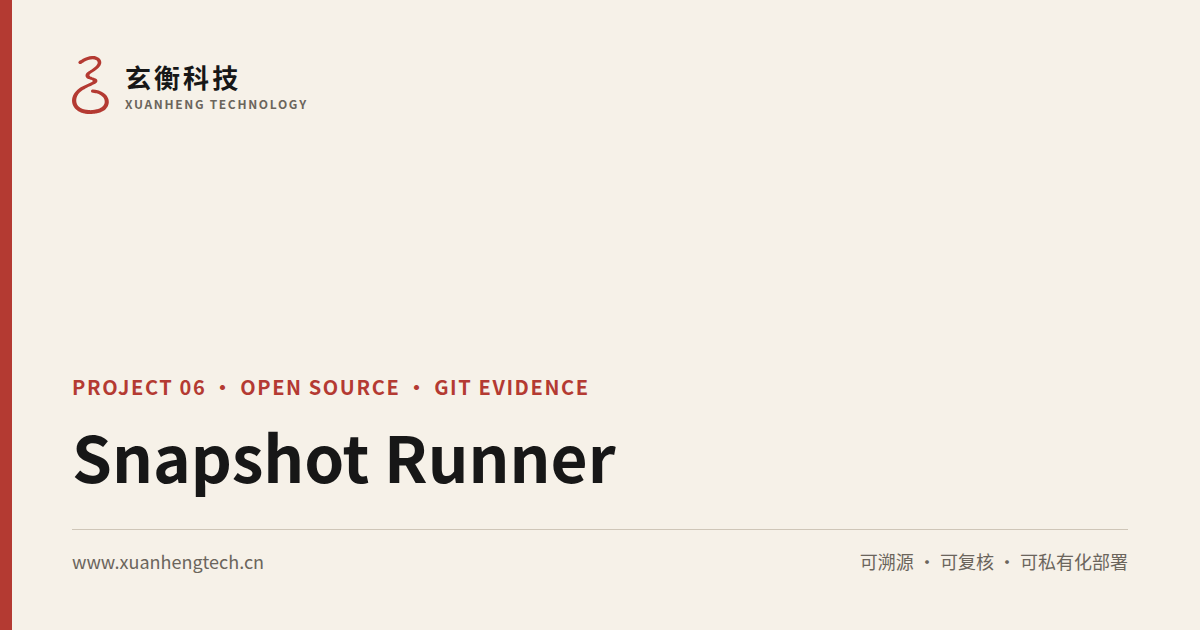 玄衡科技
XUANHENG TECHNOLOGY
PROJECT 06 • OPEN SOURCE • GIT EVIDENCE
Snapshot Runner
www.xuanhengtech.cn
可溯源 • 可复核 • 可私有化部署